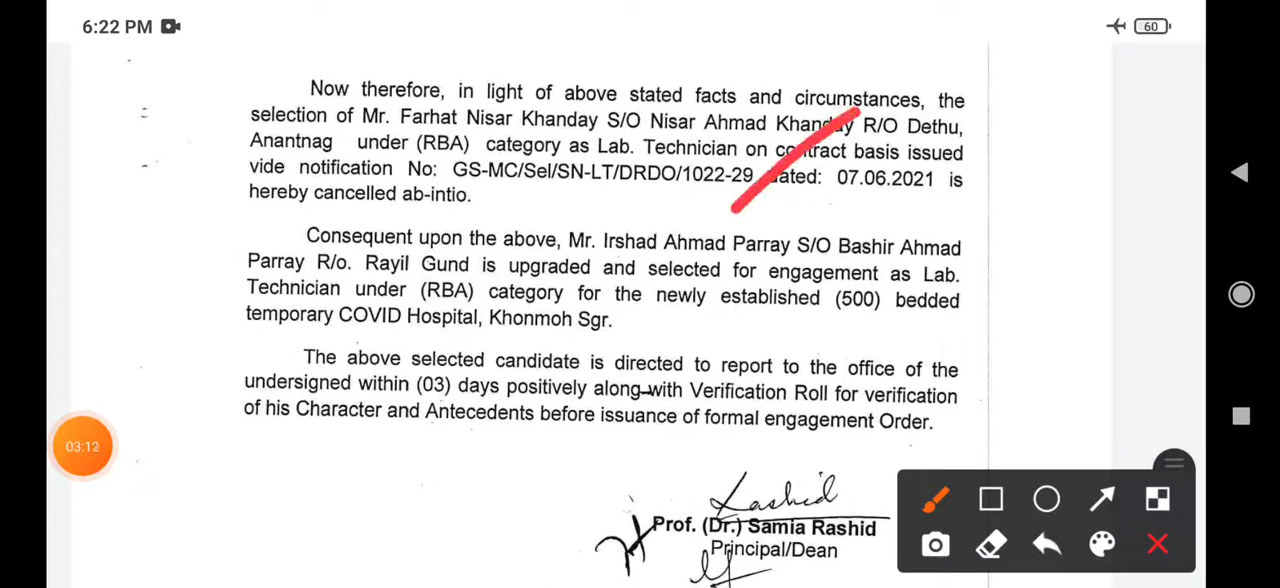 6:22 PM
60
Now therefore, in light of above stated facts and circumstances, the
selection of Mr. Farhat Nisar Khanday S/O Nisar Ahmad Khanday R/O Dethu,
Anantnag under (RBA) category as Lab. Technician on contract basis issued
vide notification No: GS-MC/Sel/SN-LT/DRDO/1022-29 dated: 07.06.2021 is
hereby cancelled ab-intio.
Consequent upon the above, Mr. Irshad Ahmad Parray S/O Bashir Ahmad
Parray R/o. Rayil Gund is upgraded and selected for engagement as Lab.
Technician under (RBA) category for the newly established (500) bedded
temporary COVID Hospital, Khonmoh Sgr.
The above selected candidate is directed to report to the office of the
undersigned within (03) days positively along with Verification Roll for verification
of his Character and Antecedents before issuance of formal engagement Order.
03:12
Rashid
Prof. (Dr.) Samia Rashid
Principal/Dean